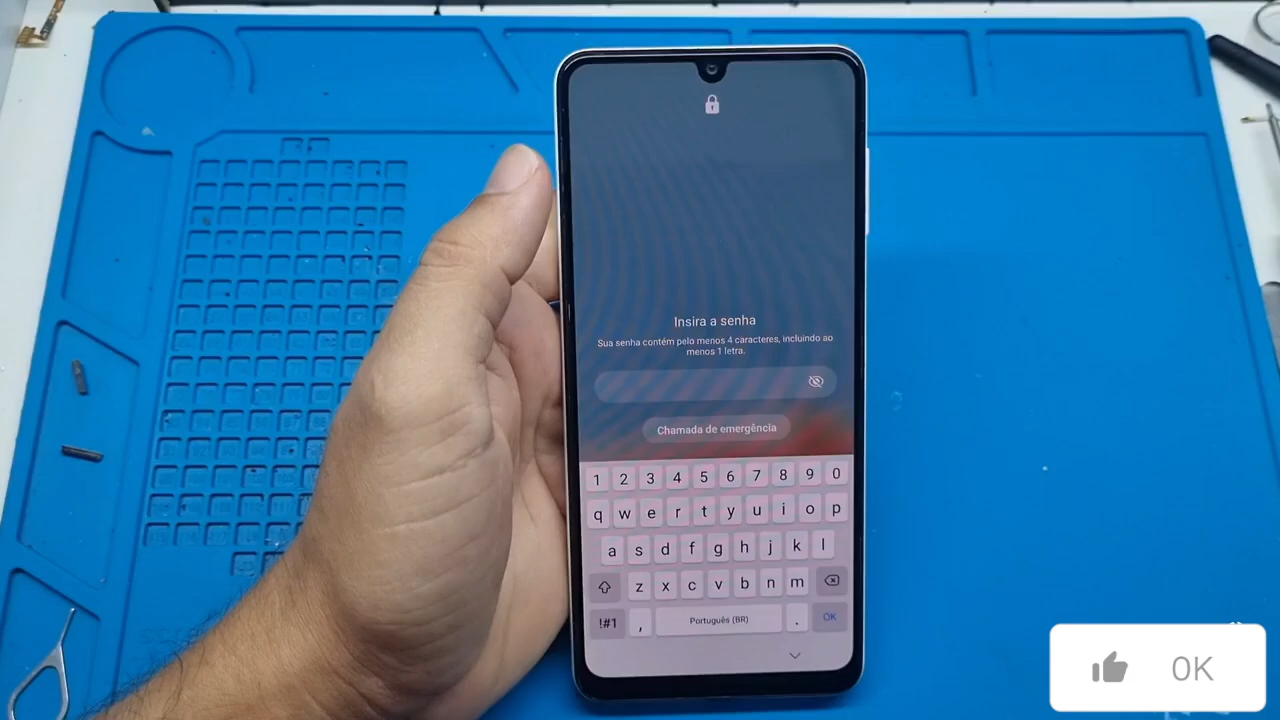 Insira a senha
Sua senha contém pelo menos 4 caracteres, incluindo ao
menos 1 letra.
Chamada de emergência
1 2 3 4 5 6 7 8 9 0
q w e r t y u i o p
a s d f g h j k l
z x c v b n m
!#1 , Português (BR) . OK
OK